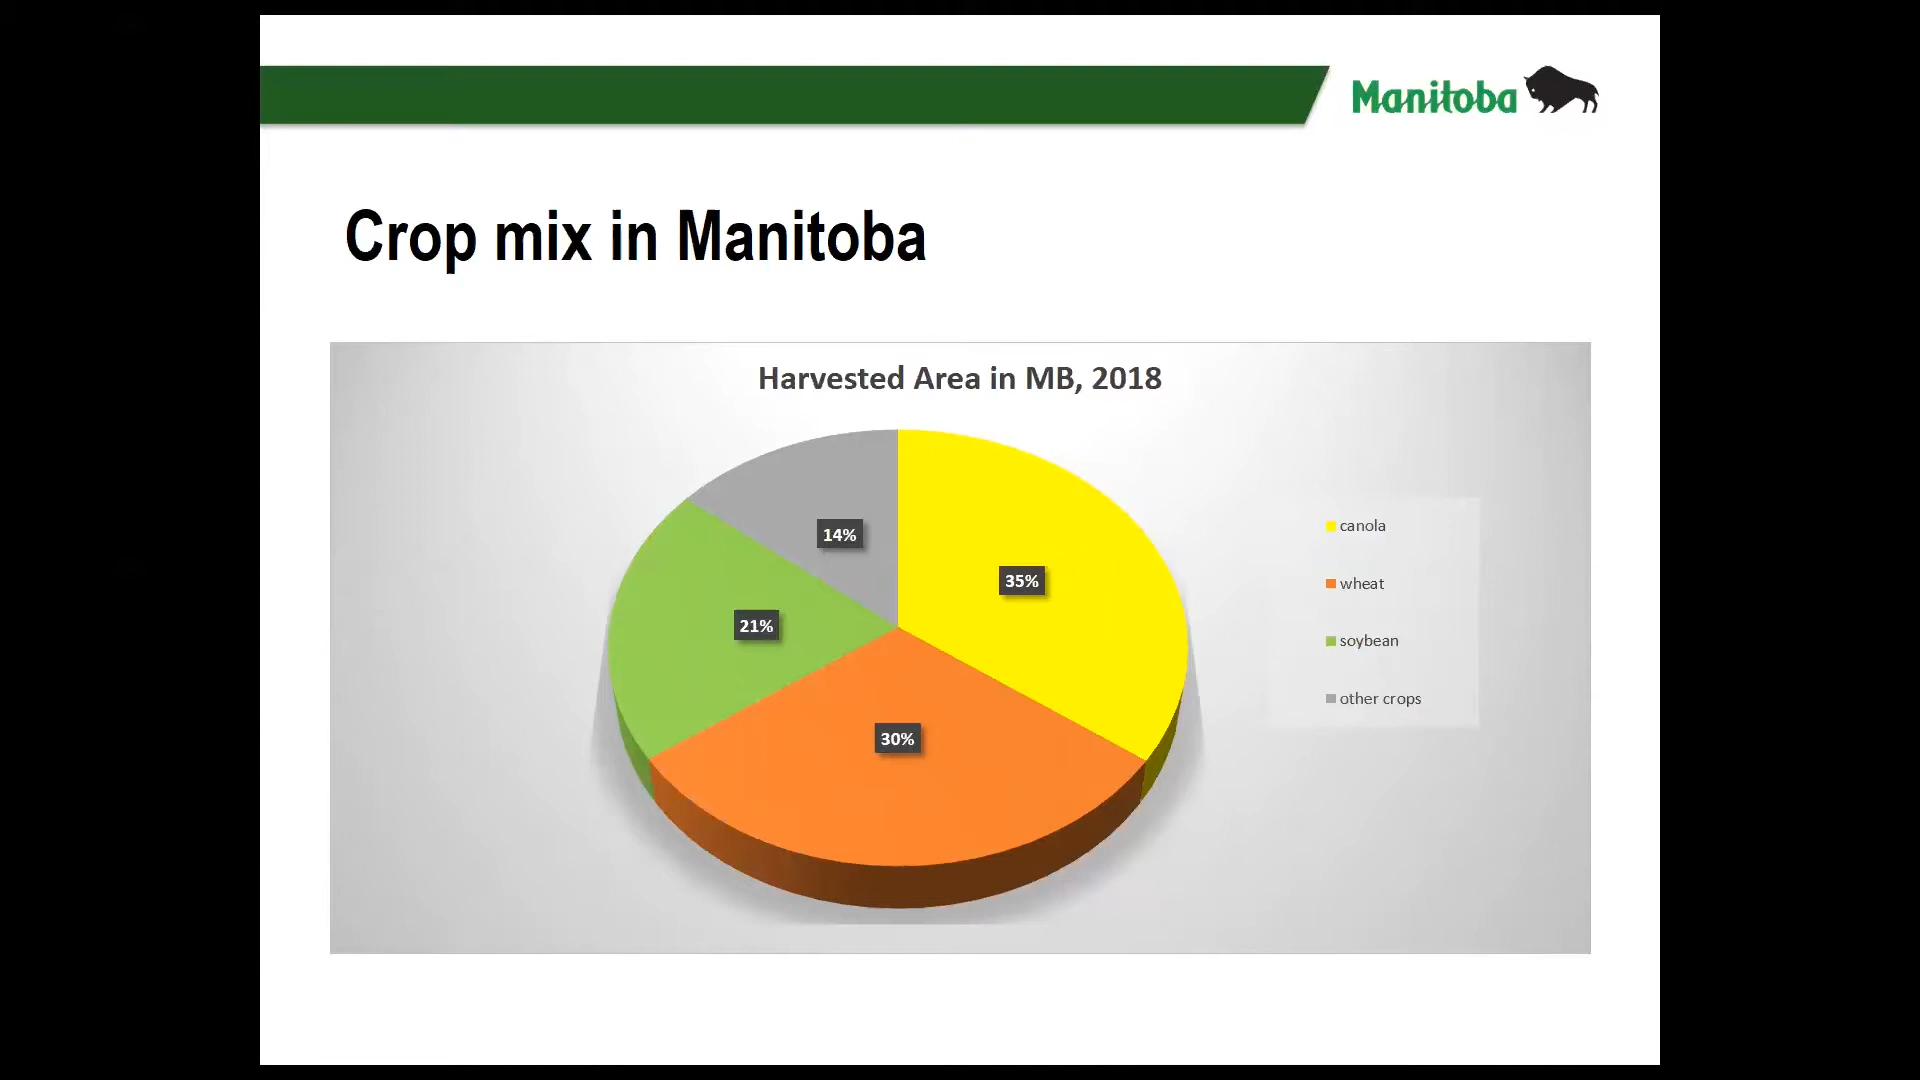 Manitoba
Crop mix in Manitoba
Harvested Area in MB, 2018
14%
35%
21%
30%
canola
wheat
soybean
other crops